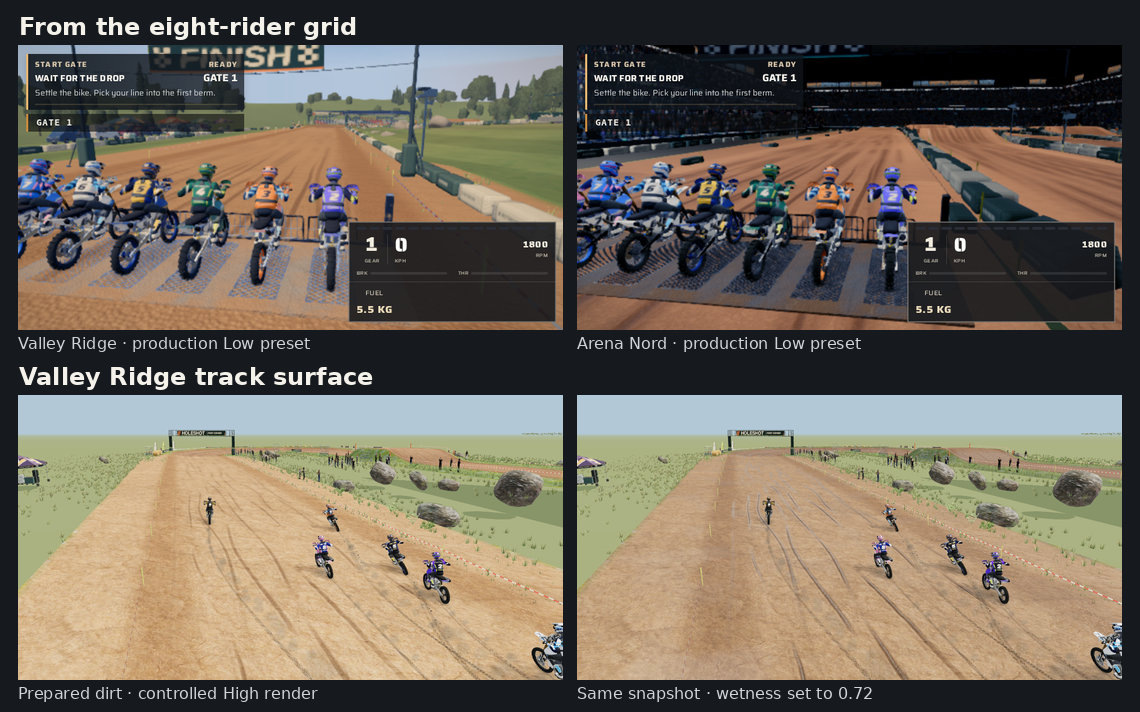 From the eight-rider grid
FINISH
START GATE READY
WAIT FOR THE DROP GATE 1
Settle the bike. Pick your line into the first berm.
GATE 1
1 0 1800
GEAR KPH RPM
BRK THR
FUEL
5.5 KG
Valley Ridge · production Low preset
FINISH
START GATE READY
WAIT FOR THE DROP GATE 1
Settle the bike. Pick your line into the first berm.
GATE 1
1 0 1800
GEAR KPH RPM
BRK THR
FUEL
5.5 KG
Arena Nord · production Low preset
Valley Ridge track surface
HOLESHOT
Prepared dirt · controlled High render
HOLESHOT
Same snapshot · wetness set to 0.72